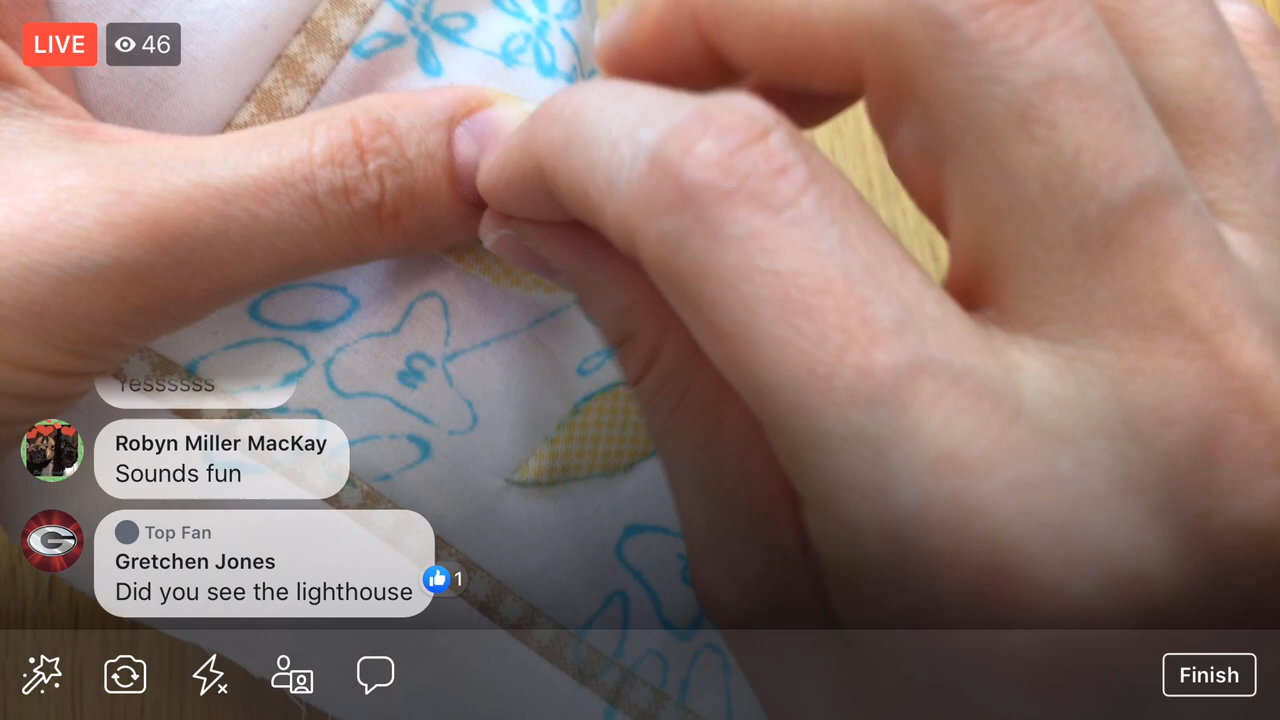 LIVE
46
Yessssss
Robyn Miller MacKay
Sounds fun
Top Fan
Gretchen Jones
Did you see the lighthouse
1
Finish